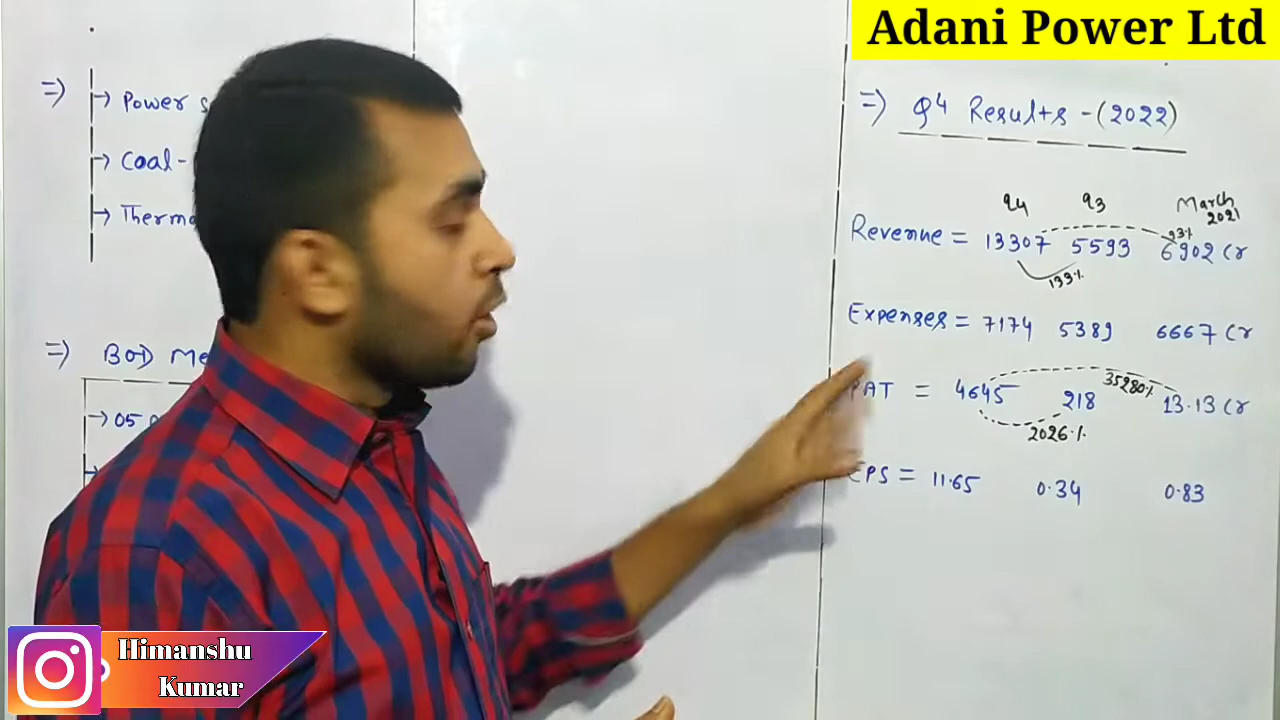 Adani Power Ltd
=> Q4 Results - (2022)
q4 q3 March 2021
Revenue = 13307 5593 6902 Cr
93%
133%
Expenses = 7174 5389 6667 Cr
PAT = 4645 218 13.13 Cr
35280%
2026%
EPS = 11.65 0.34 0.83
=> → Power
→ Coal-
→ Therma
=> BOD Me
→ 05
Himanshu
Kumar